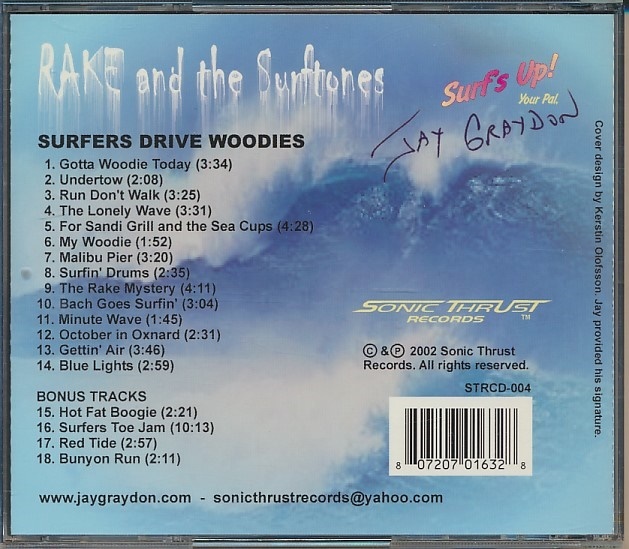 RAKE and the Surftones
Surf's Up!
Your Pal,
JAY GRAYDON
SURFERS DRIVE WOODIES
1. Gotta Woodie Today (3:34)
2. Undertow (2:08)
3. Run Don't Walk (3:25)
4. The Lonely Wave (3:31)
5. For Sandi Grill and the Sea Cups (4:28)
6. My Woodie (1:52)
7. Malibu Pier (3:20)
8. Surfin' Drums (2:35)
9. The Rake Mystery (4:11)
10. Bach Goes Surfin' (3:04)
11. Minute Wave (1:45)
12. October in Oxnard (2:31)
13. Gettin' Air (3:46)
14. Blue Lights (2:59)
BONUS TRACKS
15. Hot Fat Boogie (2:21)
16. Surfers Toe Jam (10:13)
17. Red Tide (2:57)
18. Bunyon Run (2:11)
SONIC THRUST
RECORDS TM
© & ℗ 2002 Sonic Thrust
Records. All rights reserved.
STRCD-004
8 07207 01632 8
www.jaygraydon.com - sonicthrustrecords@yahoo.com
Cover design by Kerstin Olofsson. Jay provided his signature.